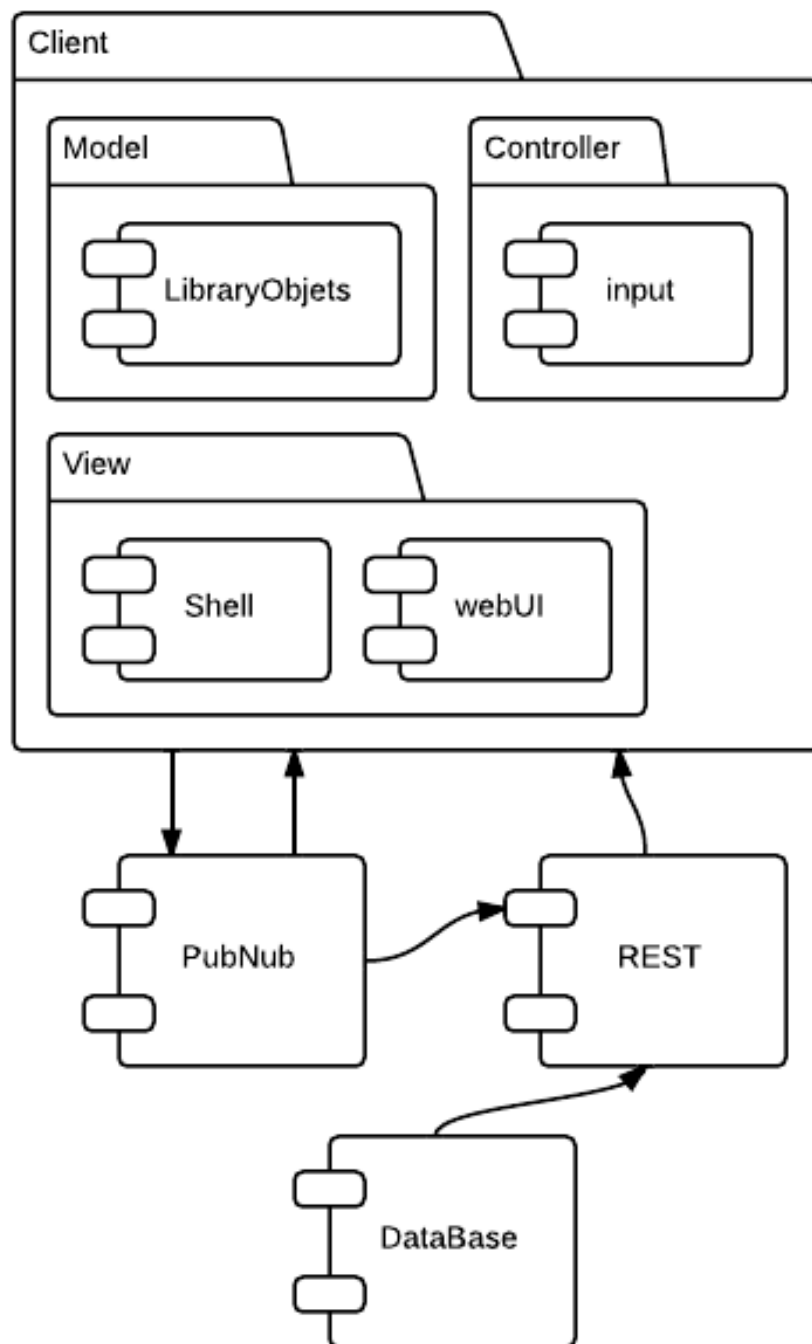 Client
Model
Controller
LibraryObjets
input
View
Shell
webUI
PubNub
REST
DataBase